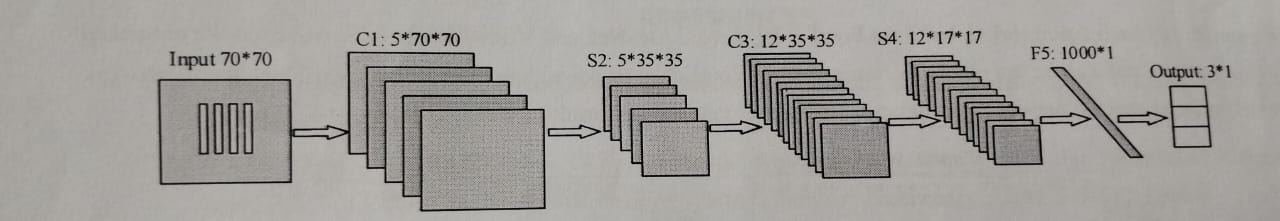 Input 70*70
C1: 5*70*70
S2: 5*35*35
C3: 12*35*35
S4: 12*17*17
F5: 1000*1
Output: 3*1